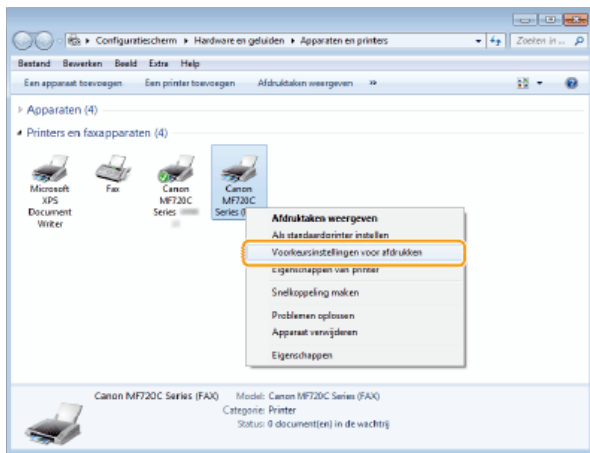 Configuratiescherm ▸ Hardware en geluiden ▸ Apparaten en printers
Zoeken in ...
Bestand Bewerken Beeld Extra Help
Een apparaat toevoegen Een printer toevoegen Afdruktaken weergeven »
Apparaten (4)
Printers en faxapparaten (4)
Microsoft XPS Document Writer
Fax
Canon MF720C Series
Canon MF720C Series
Afdruktaken weergeven
Als standaardprinter instellen
Voorkeursinstellingen voor afdrukken
Eigenschappen van printer
Snelkoppeling maken
Problemen oplossen
Apparaat verwijderen
Eigenschappen
Canon MF720C Series (FAX) Model: Canon MF720C Series (FAX)
Categorie: Printer
Status: 0 document(en) in de wachtrij